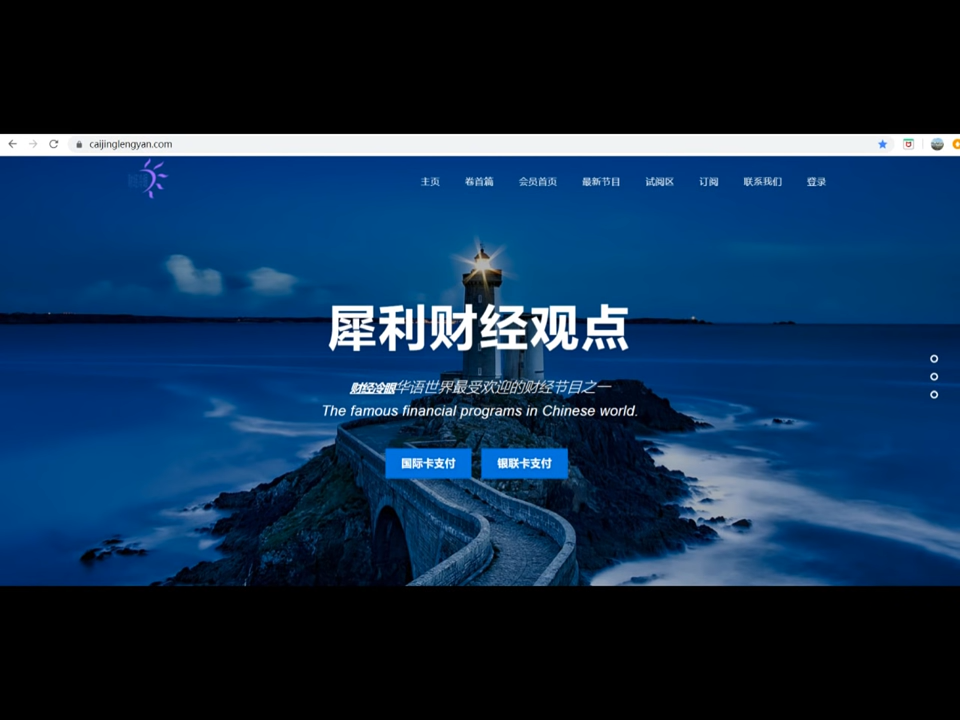 caijinglengyan.com
主页 卷首篇 会员首页 最新节目 试阅区 订阅 联系我们 登录
犀利财经观点
财经冷眼华语世界最受欢迎的财经节目之一
The famous financial programs in Chinese world.
国际卡支付 银联卡支付